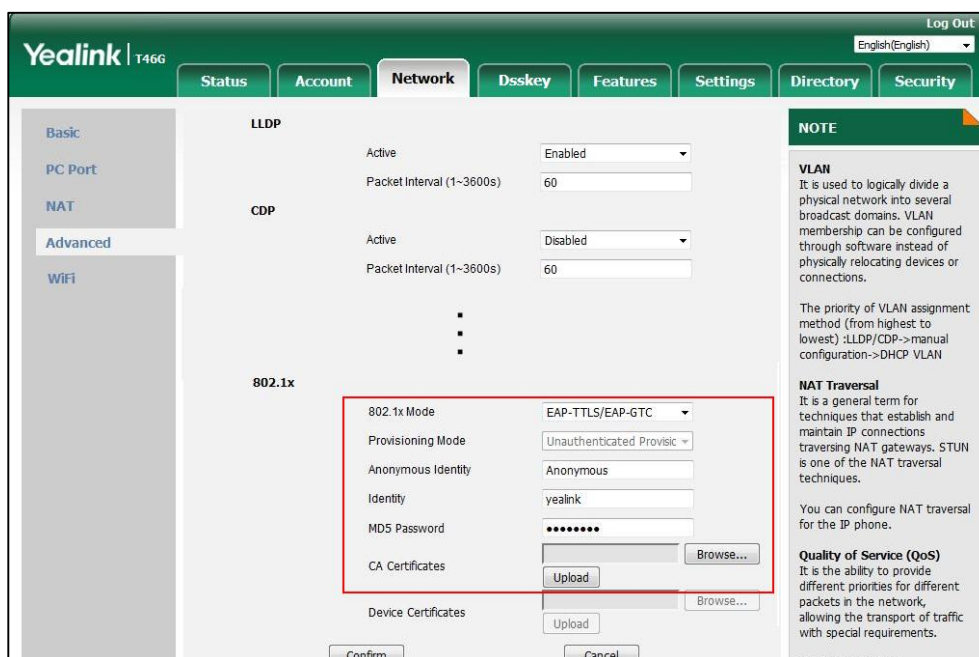 Log Out
Yealink T46G
English(English)
Status Account Network Dsskey Features Settings Directory Security
Basic
PC Port
NAT
Advanced
WiFi
LLDP
Active Enabled
Packet Interval (1~3600s) 60
CDP
Active Disabled
Packet Interval (1~3600s) 60
802.1x
802.1x Mode EAP-TTLS/EAP-GTC
Provisioning Mode Unauthenticated Provisic
Anonymous Identity Anonymous
Identity yealink
MD5 Password ••••••••
CA Certificates Browse...
Upload
Device Certificates Browse...
Upload
Confirm Cancel
NOTE
VLAN
It is used to logically divide a
physical network into several
broadcast domains. VLAN
membership can be configured
through software instead of
physically relocating devices or
connections.
The priority of VLAN assignment
method (from highest to
lowest) :LLDP/CDP->manual
configuration->DHCP VLAN
NAT Traversal
It is a general term for
techniques that establish and
maintain IP connections
traversing NAT gateways. STUN
is one of the NAT traversal
techniques.
You can configure NAT traversal
for the IP phone.
Quality of Service (QoS)
It is the ability to provide
different priorities for different
packets in the network,
allowing the transport of traffic
with special requirements.